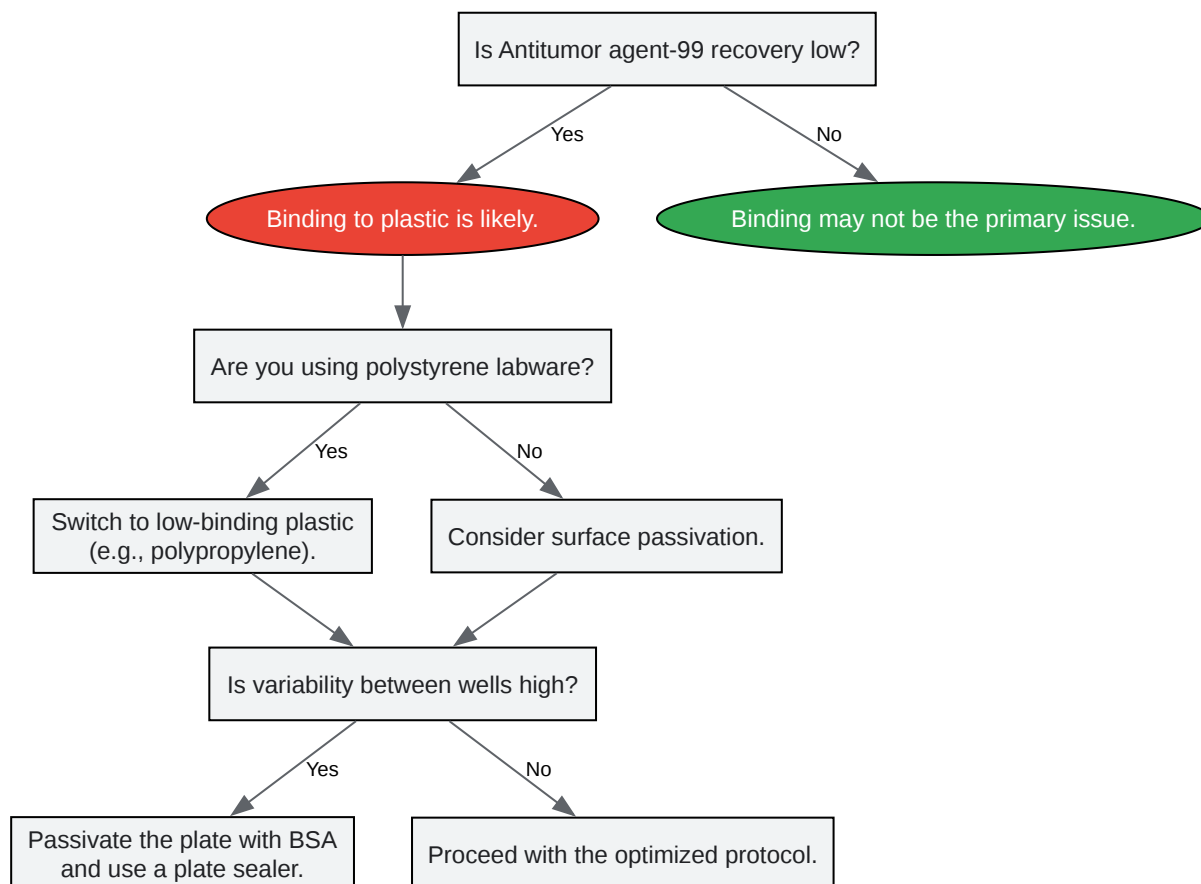 Is Antitumor agent-99 recovery low?
Yes
No
Binding to plastic is likely.
Binding may not be the primary issue.
Are you using polystyrene labware?
Yes
No
Switch to low-binding plastic
(e.g., polypropylene).
Consider surface passivation.
Is variability between wells high?
Yes
No
Passivate the plate with BSA
and use a plate sealer.
Proceed with the optimized protocol.